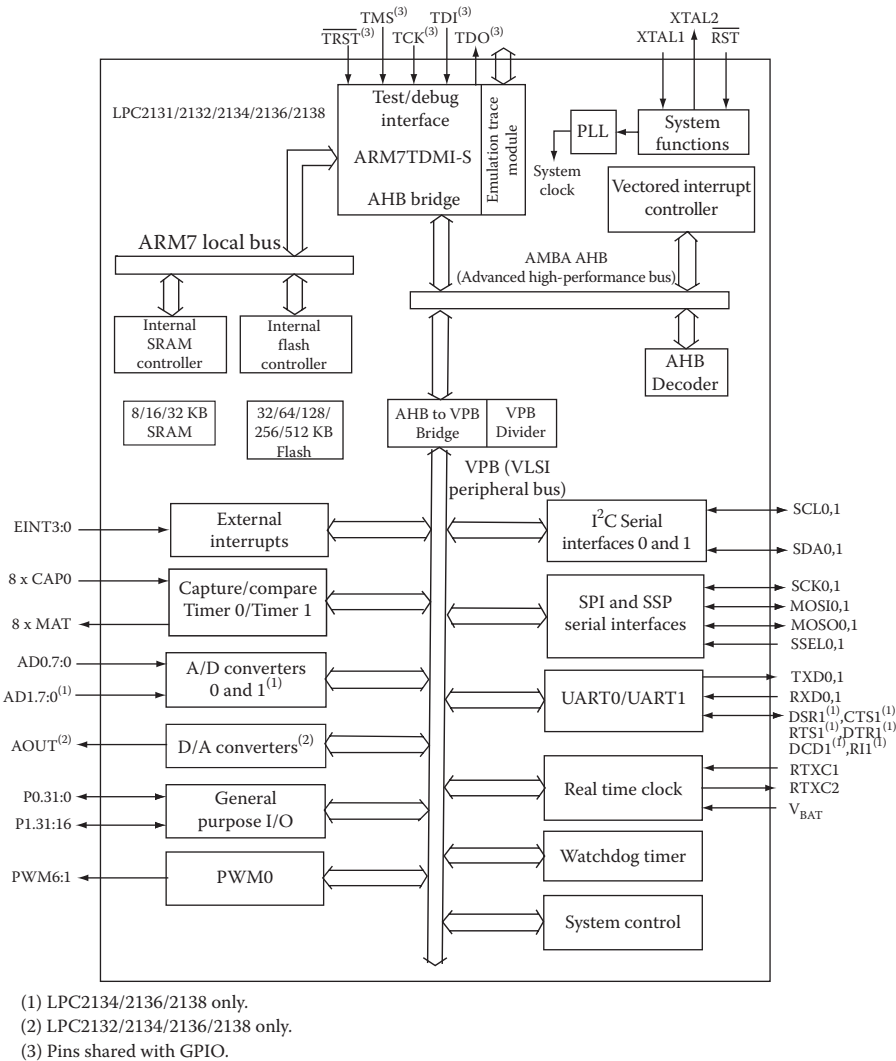 TMS(3) TDI(3)
TRST(3) TCK(3) TDO(3)
XTAL2
XTAL1 RST
LPC2131/2132/2134/2136/2138
Test/debug
interface
ARM7TDMI-S
AHB bridge
Emulation trace
module
PLL
System
functions
System
clock
Vectored interrupt
controller
ARM7 local bus
AMBA AHB
(Advanced high-performance bus)
Internal
SRAM
controller
Internal
flash
controller
AHB
Decoder
8/16/32 KB
SRAM
32/64/128/
256/512 KB
Flash
AHB to VPB
Bridge
VPB
Divider
VPB (VLSI
peripheral bus)
EINT3:0
External
interrupts
8 x CAP0
8 x MAT
Capture/compare
Timer 0/Timer 1
AD0.7:0
AD1.7:0(1)
A/D converters
0 and 1(1)
AOUT(2)
D/A converters(2)
P0.31:0
P1.31:16
General
purpose I/O
PWM6:1
PWM0
I2C Serial
interfaces 0 and 1
SCL0,1
SDA0,1
SPI and SSP
serial interfaces
SCK0,1
MOSI0,1
MOSO0,1
SSEL0,1
UART0/UART1
TXD0,1
RXD0,1
DSR1(1),CTS1(1)
RTS1(1),DTR1(1)
DCD1(1),RI1(1)
Real time clock
RTXC1
RTXC2
VBAT
Watchdog timer
System control
(1) LPC2134/2136/2138 only.
(2) LPC2132/2134/2136/2138 only.
(3) Pins shared with GPIO.